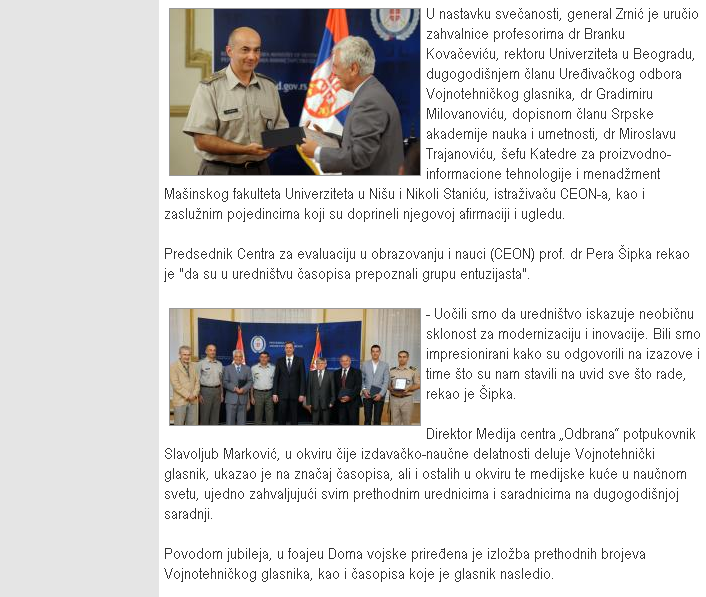 U nastavku svečanosti, general Zrnić je uručio
zahvalnice profesorima dr Branku
Kovačeviću, rektoru Univerziteta u Beogradu,
dugogodišnjem članu Uređivačkog odbora
Vojnotehničkog glasnika, dr Gradimiru
Milovanoviću, dopisnom članu Srpske
akademije nauka i umetnosti, dr Miroslavu
Trajanoviću, šefu Katedre za proizvodno-
informacione tehnologije i menadžment
Mašinskog fakulteta Univerziteta u Nišu i Nikoli Staniću, istraživaču CEON-a, kao i
zaslužnim pojedincima koji su doprineli njegovoj afirmaciji i ugledu.
Predsednik Centra za evaluaciju u obrazovanju i nauci (CEON) prof. dr Pera Šipka rekao
je "da su u uredništvu časopisa prepoznali grupu entuzijasta".
- Uočili smo da uredništvo iskazuje neobičnu
sklonost za modernizaciju i inovacije. Bili smo
impresionirani kako su odgovorili na izazove i
time što su nam stavili na uvid sve što rade,
rekao je Šipka.
Direktor Medija centra „Odbrana“ potpukovnik
Slavoljub Marković, u okviru čije izdavačko-naučne delatnosti deluje Vojnotehnički
glasnik, ukazao je na značaj časopisa, ali i ostalih u okviru te medijske kuće u naučnom
svetu, ujedno zahvaljujući svim prethodnim urednicima i saradnicima na dugogodišnjoj
saradnji.
Povodom jubileja, u foajeu Doma vojske priređena je izložba prethodnih brojeva
Vojnotehničkog glasnika, kao i časopisa koje je glasnik nasledio.